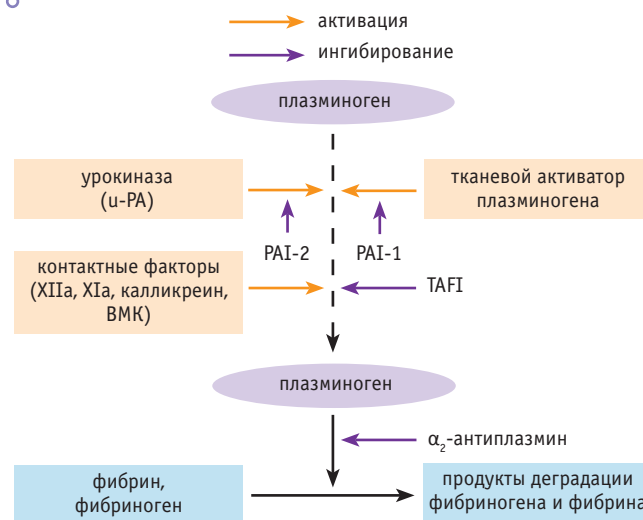 активация
ингибирование
плазминоген
урокиназа
(u-PA)
тканевой активатор
плазминогена
PAI-2
PAI-1
контактные факторы
(XIIa, XIa, калликреин,
ВМК)
TAFI
плазминоген
α₂-антиплазмин
фибрин,
фибриноген
продукты деградации
фибриногена и фибрина